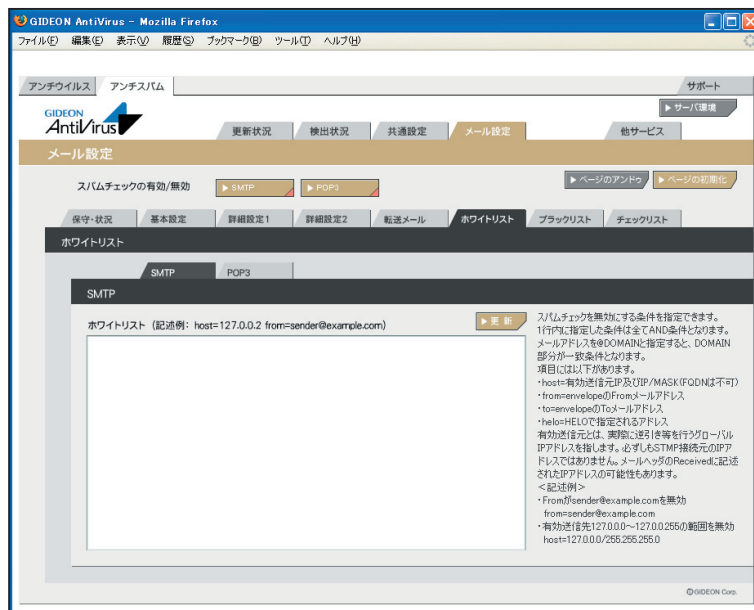 GIDEON AntiVirus - Mozilla Firefox
ファイル(F) 編集(E) 表示(V) 履歴(S) ブックマーク(B) ツール(T) ヘルプ(H)
アンチウイルス アンチスパム サポート
GIDEON AntiVirus
サーバ環境
更新状況 検出状況 共通設定 メール設定 他サービス
メール設定
スパムチェックの有効/無効 SMTP POP3 ページのアンドゥ ページの初期化
保守・状況 基本設定 詳細設定1 詳細設定2 転送メール ホワイトリスト ブラックリスト チェックリスト
ホワイトリスト
SMTP POP3
SMTP
ホワイトリスト (記述例: host=127.0.0.2 from=sender@example.com) 更 新
スパムチェックを無効にする条件を指定できます。
1行内に指定した条件は全てAND条件となります。
メールアドレスを@DOMAINと指定すると、DOMAIN
部分が一致条件となります。
項目には以下があります。
・host=有効送信元IP及びIP/MASK(FQDNは不可)
・from=envelopeのFromメールアドレス
・to=envelopeのToメールアドレス
・helo=HELOで指定されるアドレス
有効送信元とは、実際に逆引き等を行うグローバル
IPアドレスを指します。必ずしもSTMP接続元のIPア
ドレスではありません。メールヘッダのReceivedに記述
されたIPアドレスの可能性もあります。
<記述例>
・Fromがsender@example.comを無効
from=sender@example.com
・有効送信先127.0.0.0～127.0.0.255の範囲を無効
host=127.0.0.0/255.255.255.0
©GIDEON Corp.